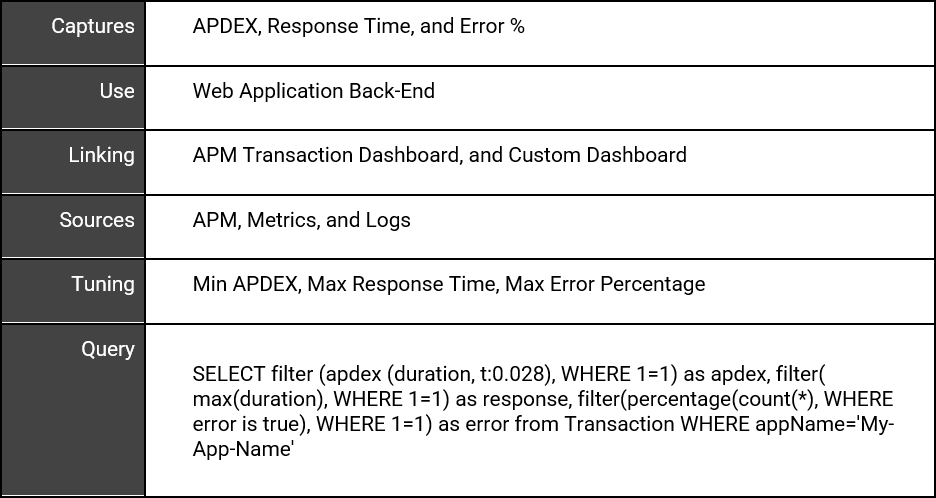 Captures
APDEX, Response Time, and Error %
Use
Web Application Back-End
Linking
APM Transaction Dashboard, and Custom Dashboard
Sources
APM, Metrics, and Logs
Tuning
Min APDEX, Max Response Time, Max Error Percentage
Query
SELECT filter (apdex (duration, t:0.028), WHERE 1=1) as apdex, filter(
max(duration), WHERE 1=1) as response, filter(percentage(count(*), WHERE
error is true), WHERE 1=1) as error from Transaction WHERE appName='My-
App-Name'